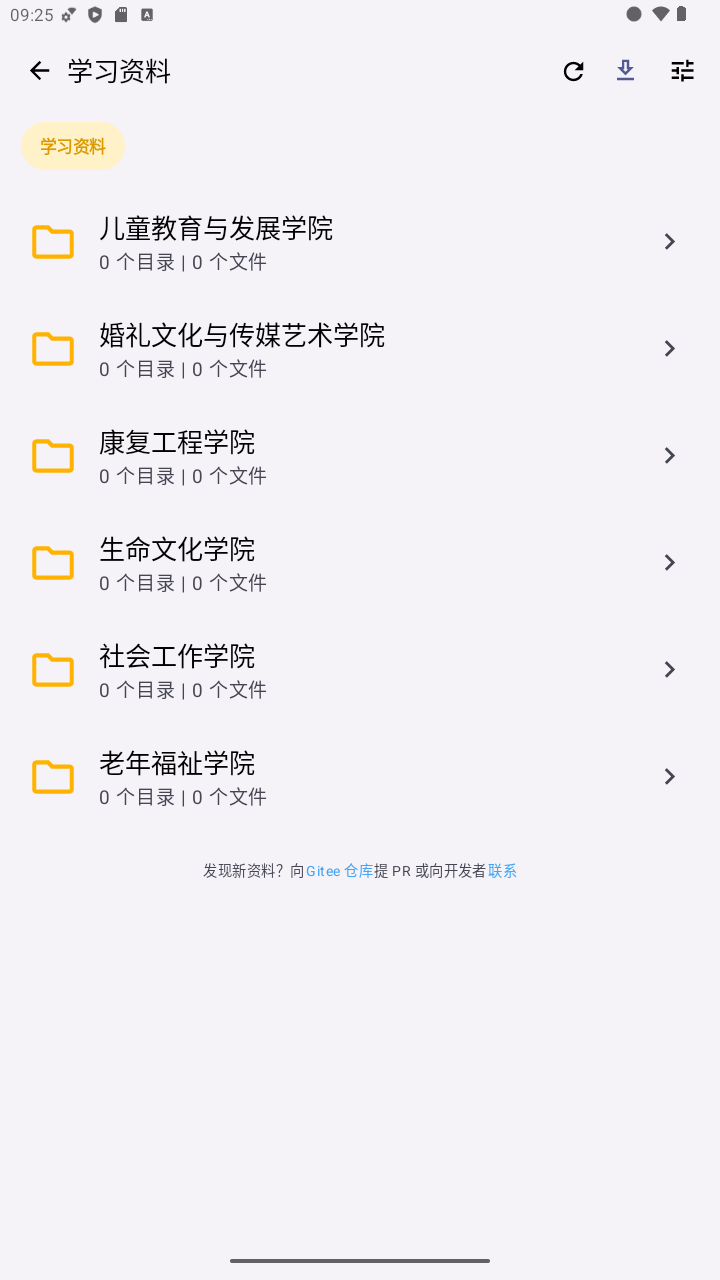 09:25
学习资料
学习资料
儿童教育与发展学院
0 个目录 | 0 个文件
婚礼文化与传媒艺术学院
0 个目录 | 0 个文件
康复工程学院
0 个目录 | 0 个文件
生命文化学院
0 个目录 | 0 个文件
社会工作学院
0 个目录 | 0 个文件
老年福祉学院
0 个目录 | 0 个文件
发现新资料？向Gitee 仓库提 PR 或向开发者联系